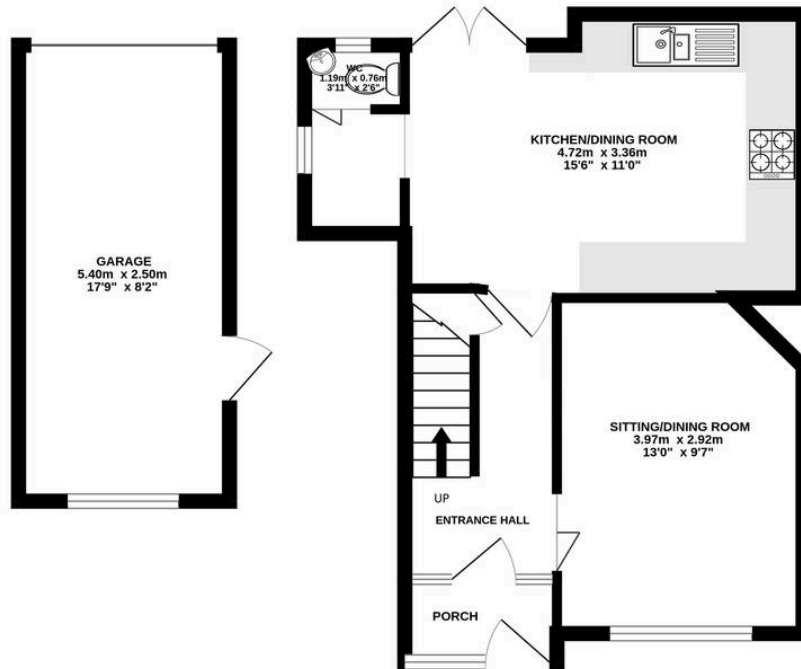 WC
1.19m x 0.76m
3'11" x 2'6"
KITCHEN/DINING ROOM
4.72m x 3.36m
15'6" x 11'0"
GARAGE
5.40m x 2.50m
17'9" x 8'2"
SITTING/DINING ROOM
3.97m x 2.92m
13'0" x 9'7"
UP
ENTRANCE HALL
PORCH